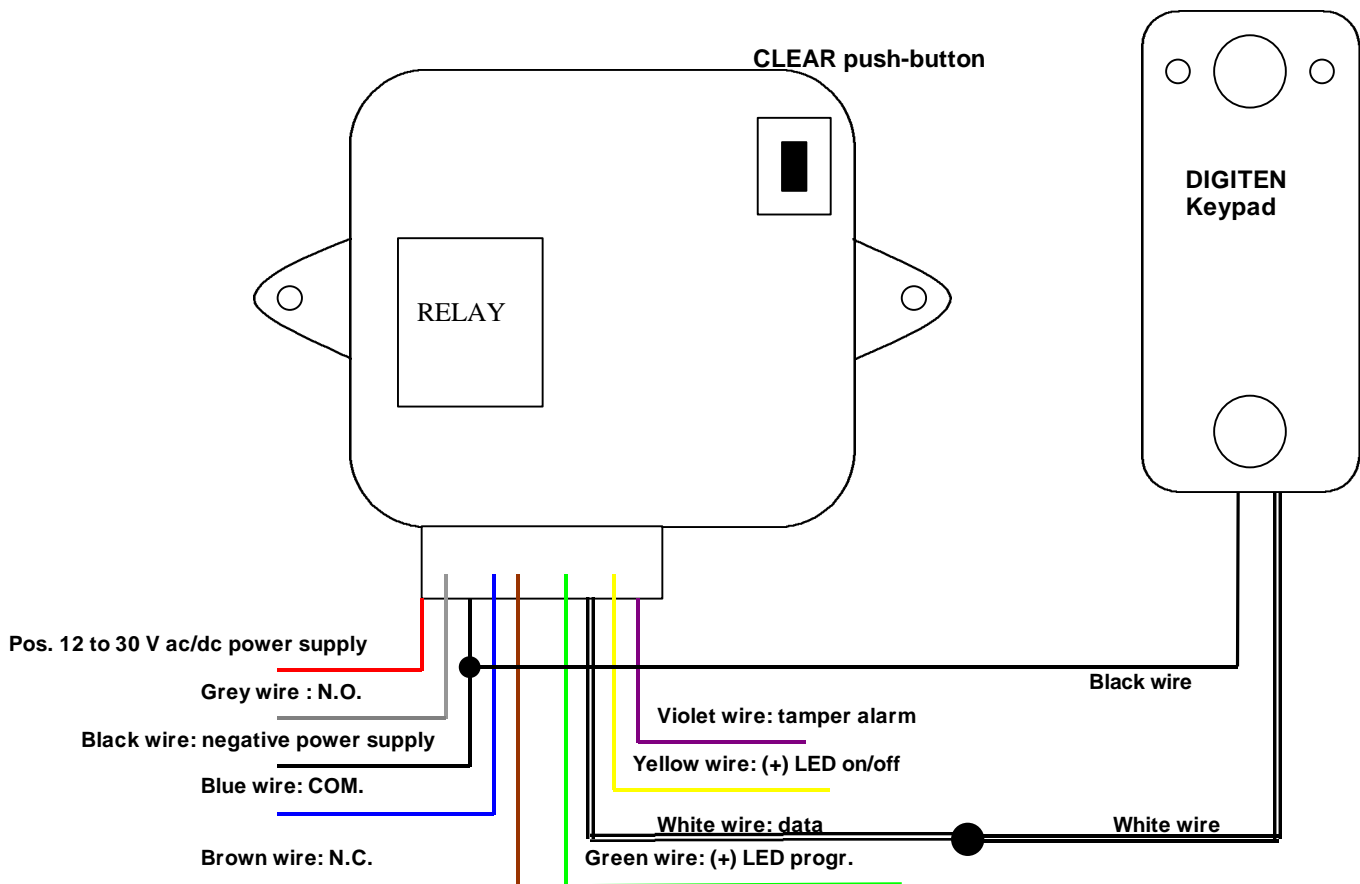 CLEAR push-button
DIGITEN
Keypad
RELAY
Pos. 12 to 30 V ac/dc power supply
Grey wire : N.O.
Black wire: negative power supply
Blue wire: COM.
Brown wire: N.C.
Black wire
Violet wire: tamper alarm
Yellow wire: (+) LED on/off
White wire: data
White wire
Green wire: (+) LED progr.